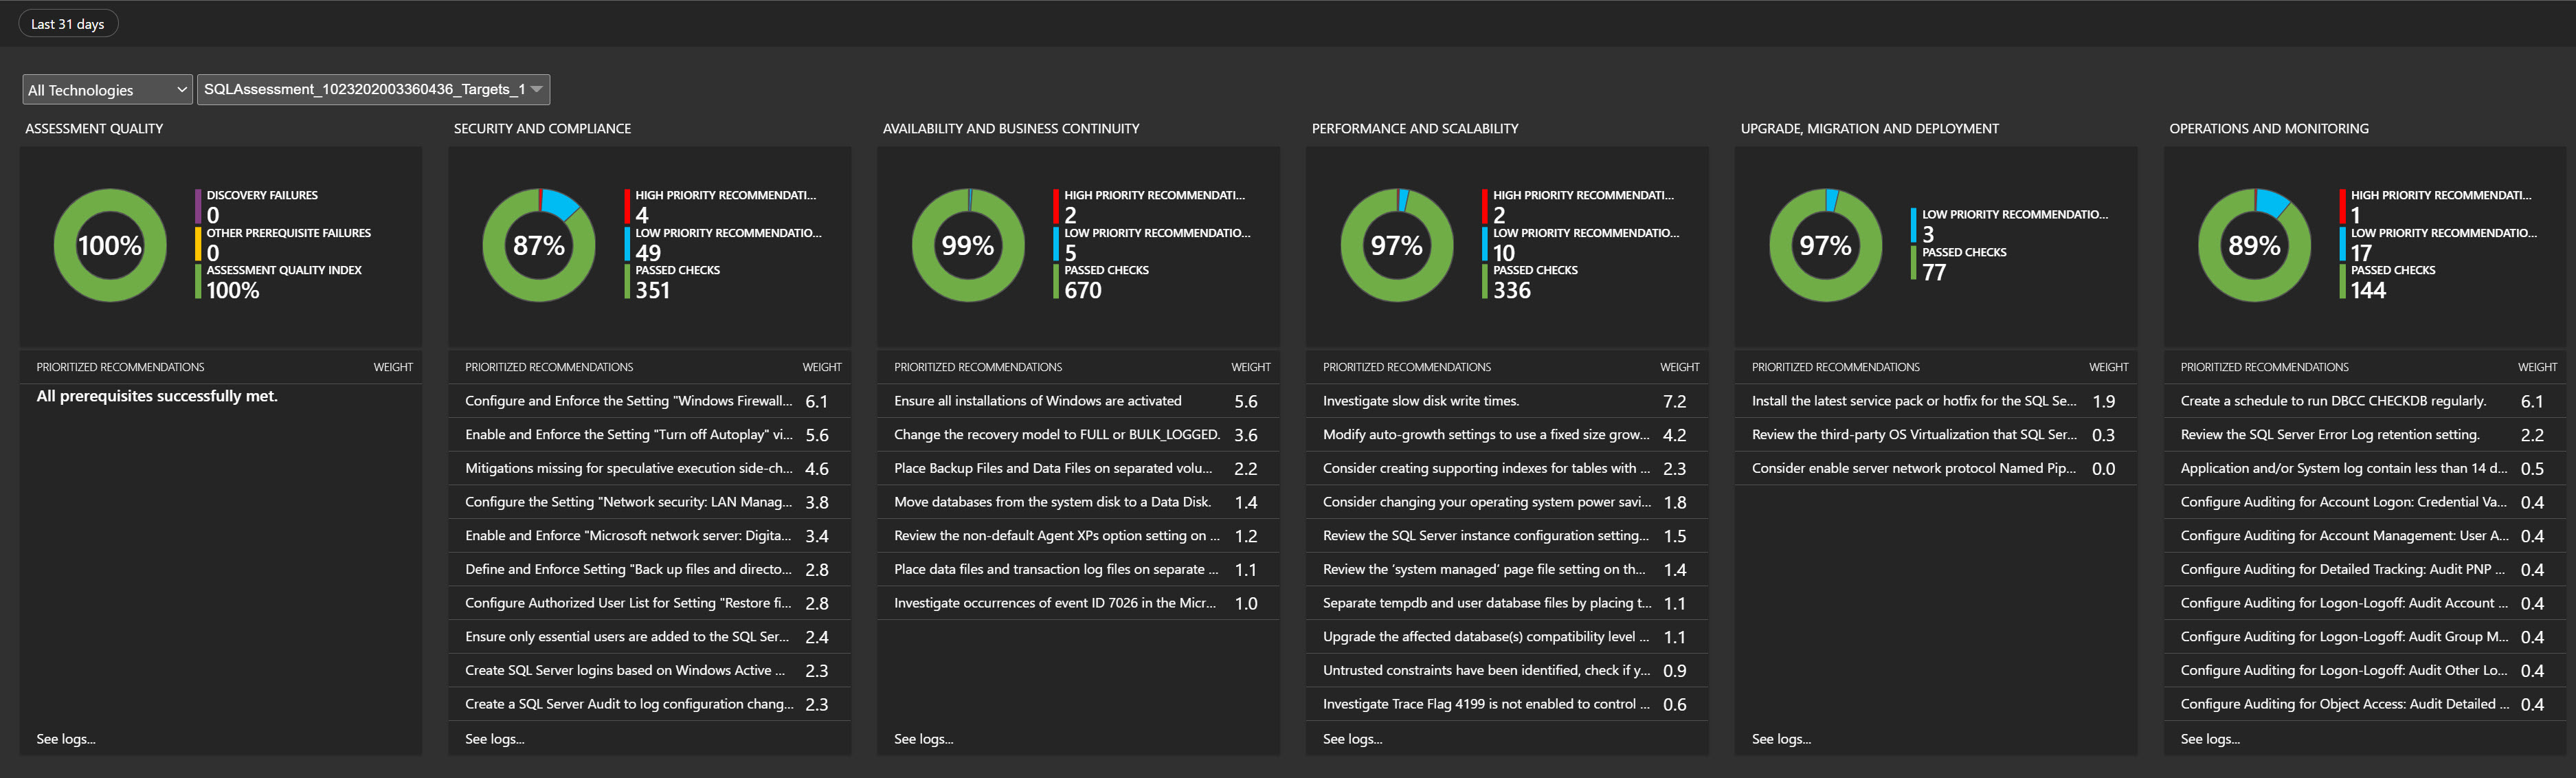 Last 31 days
All Technologies
SQLAssessment_1023202003360436_Targets_1
ASSESSMENT QUALITY
100%
DISCOVERY FAILURES
0
OTHER PREREQUISITE FAILURES
0
ASSESSMENT QUALITY INDEX
100%
PRIORITIZED RECOMMENDATIONS WEIGHT
All prerequisites successfully met.
See logs...
SECURITY AND COMPLIANCE
87%
HIGH PRIORITY RECOMMENDATI...
4
LOW PRIORITY RECOMMENDATIO...
49
PASSED CHECKS
351
PRIORITIZED RECOMMENDATIONS WEIGHT
Configure and Enforce the Setting "Windows Firewall... 6.1
Enable and Enforce the Setting "Turn off Autoplay" vi... 5.6
Mitigations missing for speculative execution side-ch... 4.6
Configure the Setting "Network security: LAN Manag... 3.8
Enable and Enforce "Microsoft network server: Digita... 3.4
Define and Enforce Setting "Back up files and directo... 2.8
Configure Authorized User List for Setting "Restore fi... 2.8
Ensure only essential users are added to the SQL Ser... 2.4
Create SQL Server logins based on Windows Active ... 2.3
Create a SQL Server Audit to log configuration chang... 2.3
See logs...
AVAILABILITY AND BUSINESS CONTINUITY
99%
HIGH PRIORITY RECOMMENDATI...
2
LOW PRIORITY RECOMMENDATIO...
5
PASSED CHECKS
670
PRIORITIZED RECOMMENDATIONS WEIGHT
Ensure all installations of Windows are activated 5.6
Change the recovery model to FULL or BULK_LOGGED. 3.6
Place Backup Files and Data Files on separated volu... 2.2
Move databases from the system disk to a Data Disk. 1.4
Review the non-default Agent XPs option setting on ... 1.2
Place data files and transaction log files on separate ... 1.1
Investigate occurrences of event ID 7026 in the Micr... 1.0
See logs...
PERFORMANCE AND SCALABILITY
97%
HIGH PRIORITY RECOMMENDATI...
2
LOW PRIORITY RECOMMENDATIO...
10
PASSED CHECKS
336
PRIORITIZED RECOMMENDATIONS WEIGHT
Investigate slow disk write times. 7.2
Modify auto-growth settings to use a fixed size grow... 4.2
Consider creating supporting indexes for tables with ... 2.3
Consider changing your operating system power savi... 1.8
Review the SQL Server instance configuration setting... 1.5
Review the ‘system managed’ page file setting on th... 1.4
Separate tempdb and user database files by placing t... 1.1
Upgrade the affected database(s) compatibility level ... 1.1
Untrusted constraints have been identified, check if y... 0.9
Investigate Trace Flag 4199 is not enabled to control ... 0.6
See logs...
UPGRADE, MIGRATION AND DEPLOYMENT
97%
LOW PRIORITY RECOMMENDATIO...
3
PASSED CHECKS
77
PRIORITIZED RECOMMENDATIONS WEIGHT
Install the latest service pack or hotfix for the SQL Se... 1.9
Review the third-party OS Virtualization that SQL Ser... 0.3
Consider enable server network protocol Named Pip... 0.0
See logs...
OPERATIONS AND MONITORING
89%
HIGH PRIORITY RECOMMENDATI...
1
LOW PRIORITY RECOMMENDATIO...
17
PASSED CHECKS
144
PRIORITIZED RECOMMENDATIONS WEIGHT
Create a schedule to run DBCC CHECKDB regularly. 6.1
Review the SQL Server Error Log retention setting. 2.2
Application and/or System log contain less than 14 d... 0.5
Configure Auditing for Account Logon: Credential Va... 0.4
Configure Auditing for Account Management: User A... 0.4
Configure Auditing for Detailed Tracking: Audit PNP ... 0.4
Configure Auditing for Logon-Logoff: Audit Account ... 0.4
Configure Auditing for Logon-Logoff: Audit Group M... 0.4
Configure Auditing for Logon-Logoff: Audit Other Lo... 0.4
Configure Auditing for Object Access: Audit Detailed ... 0.4
See logs...